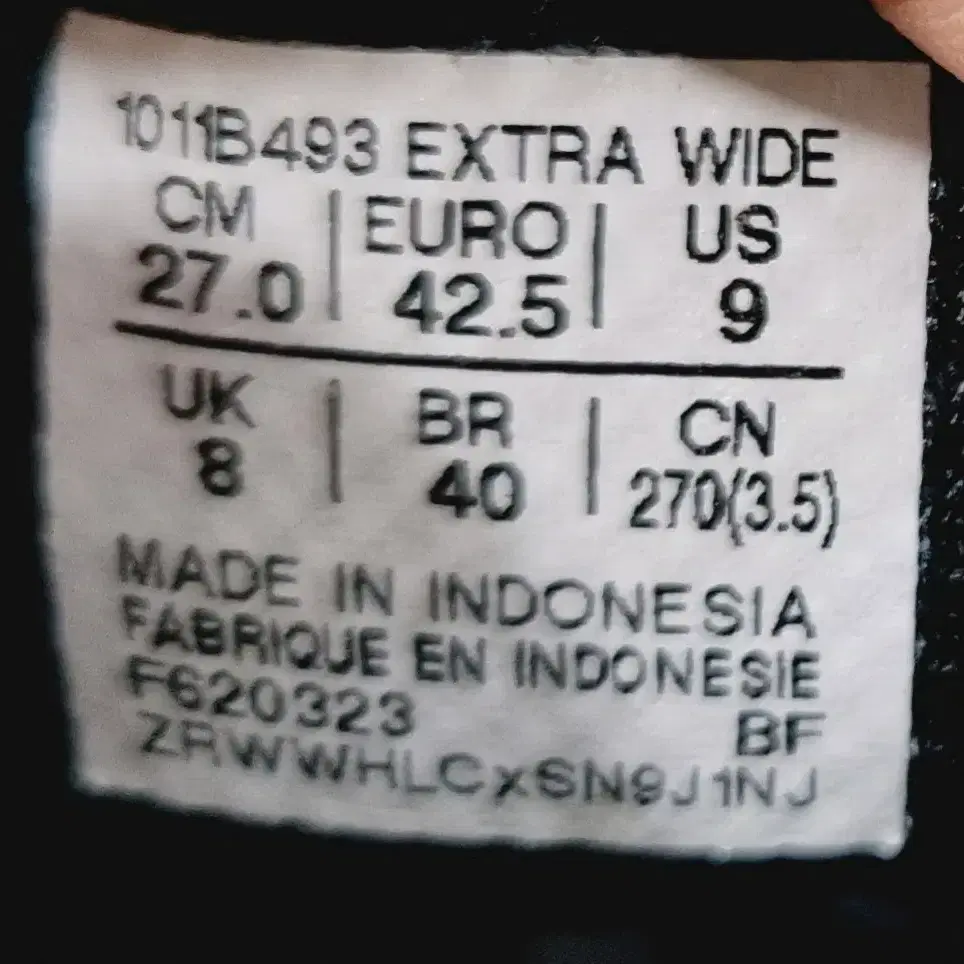 1011B493 EXTRA WIDE
CM | EURO | US
27.0 | 42.5 | 9
UK | BR | CN
8 | 40 | 270(3.5)
MADE IN INDONESIA
FABRIQUE EN INDONESIE
F620323 BF
ZRWWHLCxSN9J1NJ